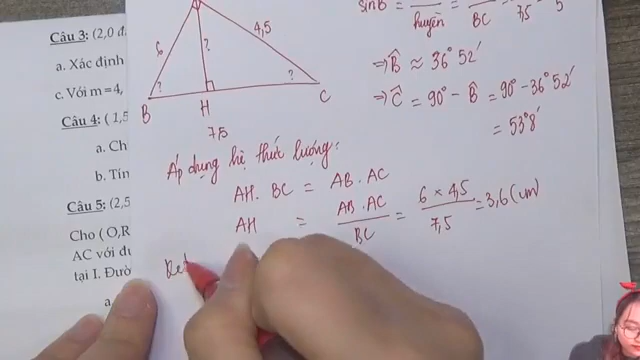 Câu 3: (2,0 đ
a. Xác định
c. Với m = 4,
Câu 4: ( 1,5
a. Ch
b. Tín
Câu 5: (2,5
Cho ( O,R
AC với đư
tại I. Đườ
a
6
4,5
?
?
?
B
H
C
7,5
sin B = / huyền = / BC = / 7,5 = / 5
⇒ B̂ ≈ 36° 52'
⇒ Ĉ = 90° - B̂ = 90° - 36° 52'
= 53° 8'
Áp dụng hệ thức lượng:
AH . BC = AB . AC
AH = AB . AC / BC = 6 × 4,5 / 7,5 = 3,6 (cm)